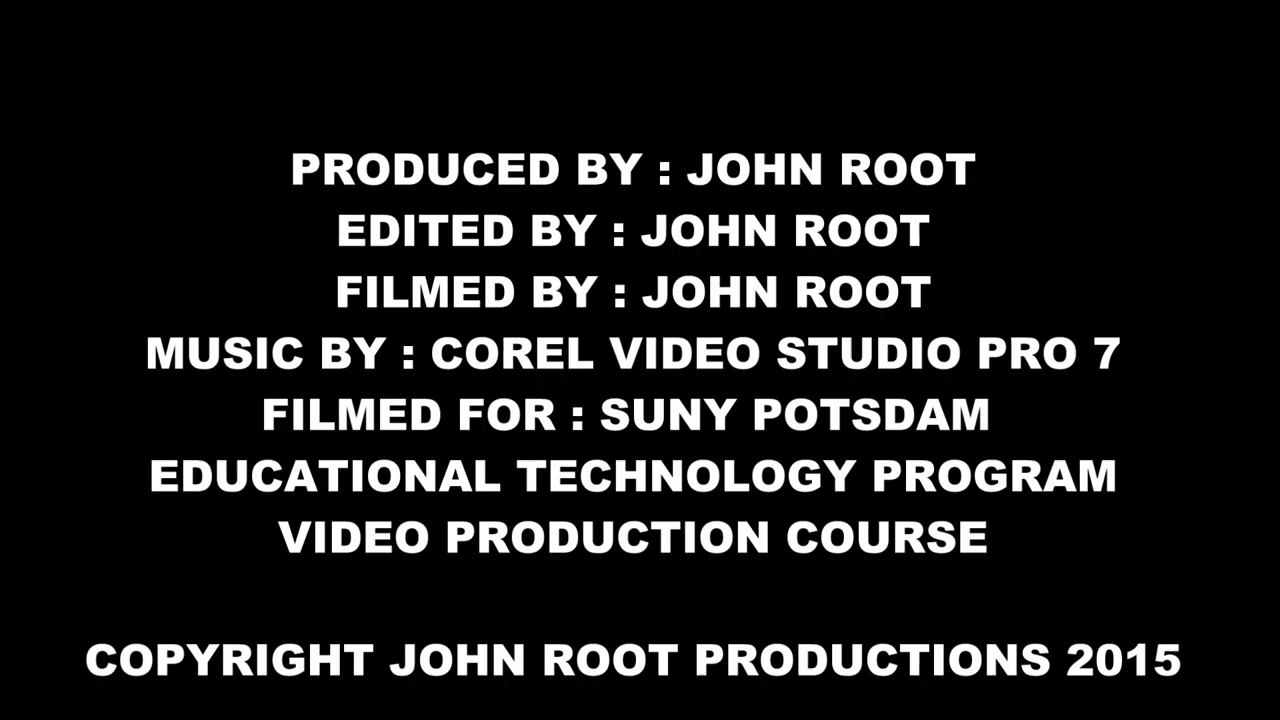 PRODUCED BY : JOHN ROOT
EDITED BY : JOHN ROOT
FILMED BY : JOHN ROOT
MUSIC BY : COREL VIDEO STUDIO PRO 7
FILMED FOR : SUNY POTSDAM
EDUCATIONAL TECHNOLOGY PROGRAM
VIDEO PRODUCTION COURSE
COPYRIGHT JOHN ROOT PRODUCTIONS 2015